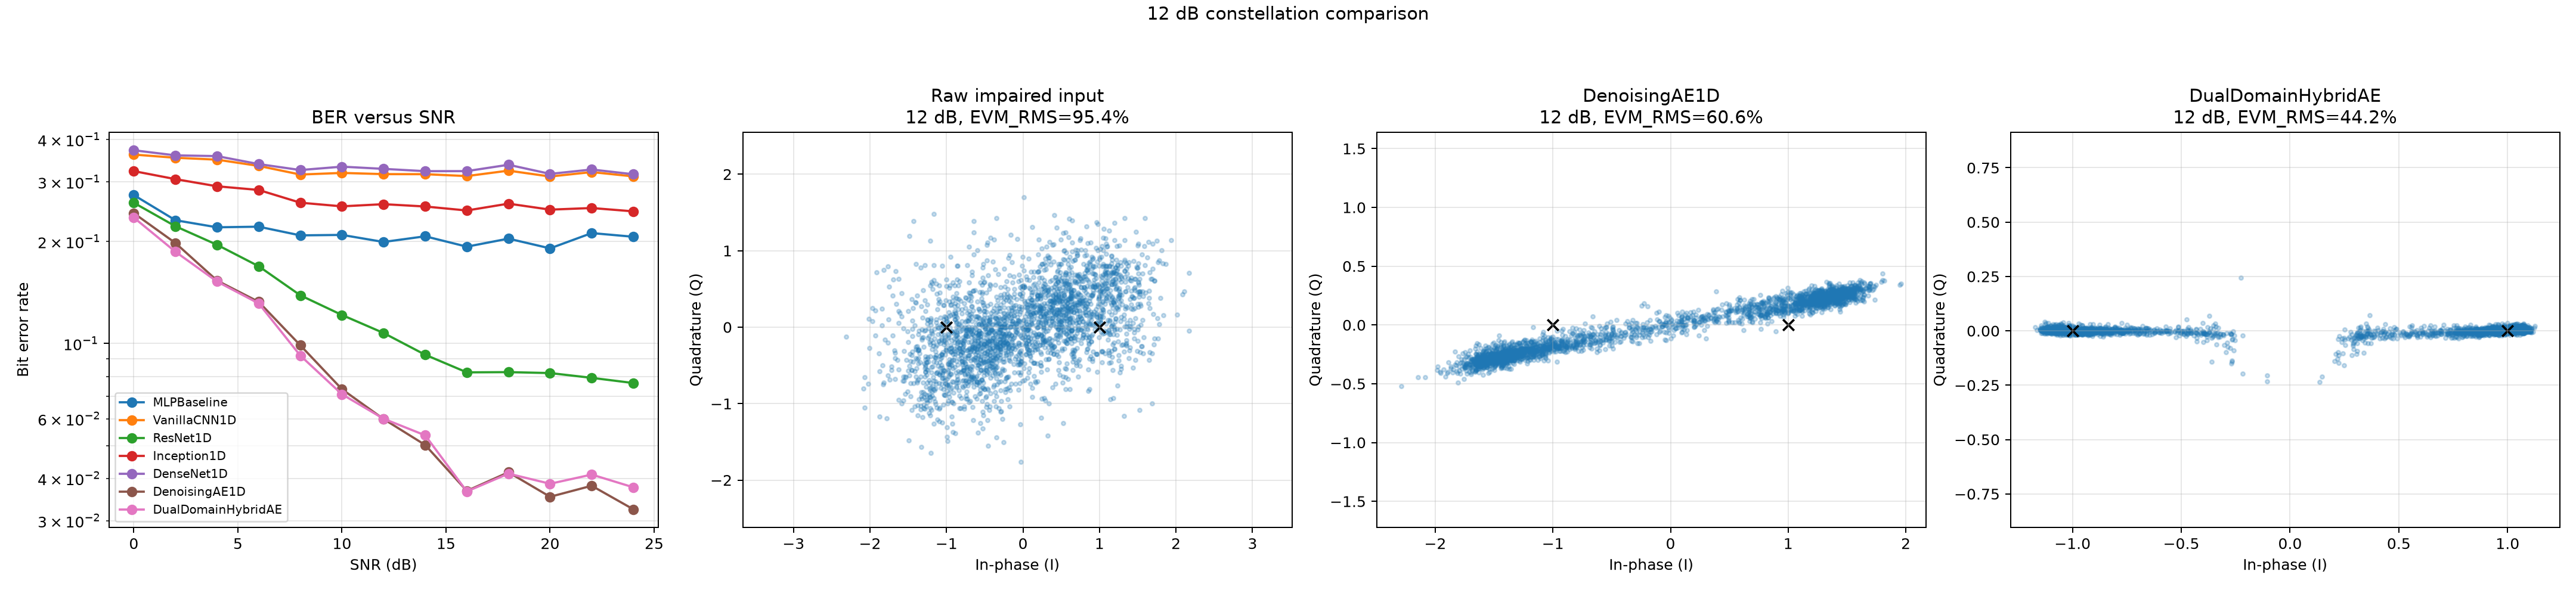 12 dB constellation comparison
BER versus SNR
4 × 10⁻¹
3 × 10⁻¹
2 × 10⁻¹
10⁻¹
6 × 10⁻²
4 × 10⁻²
3 × 10⁻²
Bit error rate
MLPBaseline
VanillaCNN1D
ResNet1D
Inception1D
DenseNet1D
DenoisingAE1D
DualDomainHybridAE
0 5 10 15 20 25
SNR (dB)
Raw impaired input
12 dB, EVM_RMS=95.4%
2
1
0
−1
−2
Quadrature (Q)
−3 −2 −1 0 1 2 3
In-phase (I)
DenoisingAE1D
12 dB, EVM_RMS=60.6%
1.5
1.0
0.5
0.0
−0.5
−1.0
−1.5
Quadrature (Q)
−2 −1 0 1 2
In-phase (I)
DualDomainHybridAE
12 dB, EVM_RMS=44.2%
0.75
0.50
0.25
0.00
−0.25
−0.50
−0.75
Quadrature (Q)
−1.0 −0.5 0.0 0.5 1.0
In-phase (I)